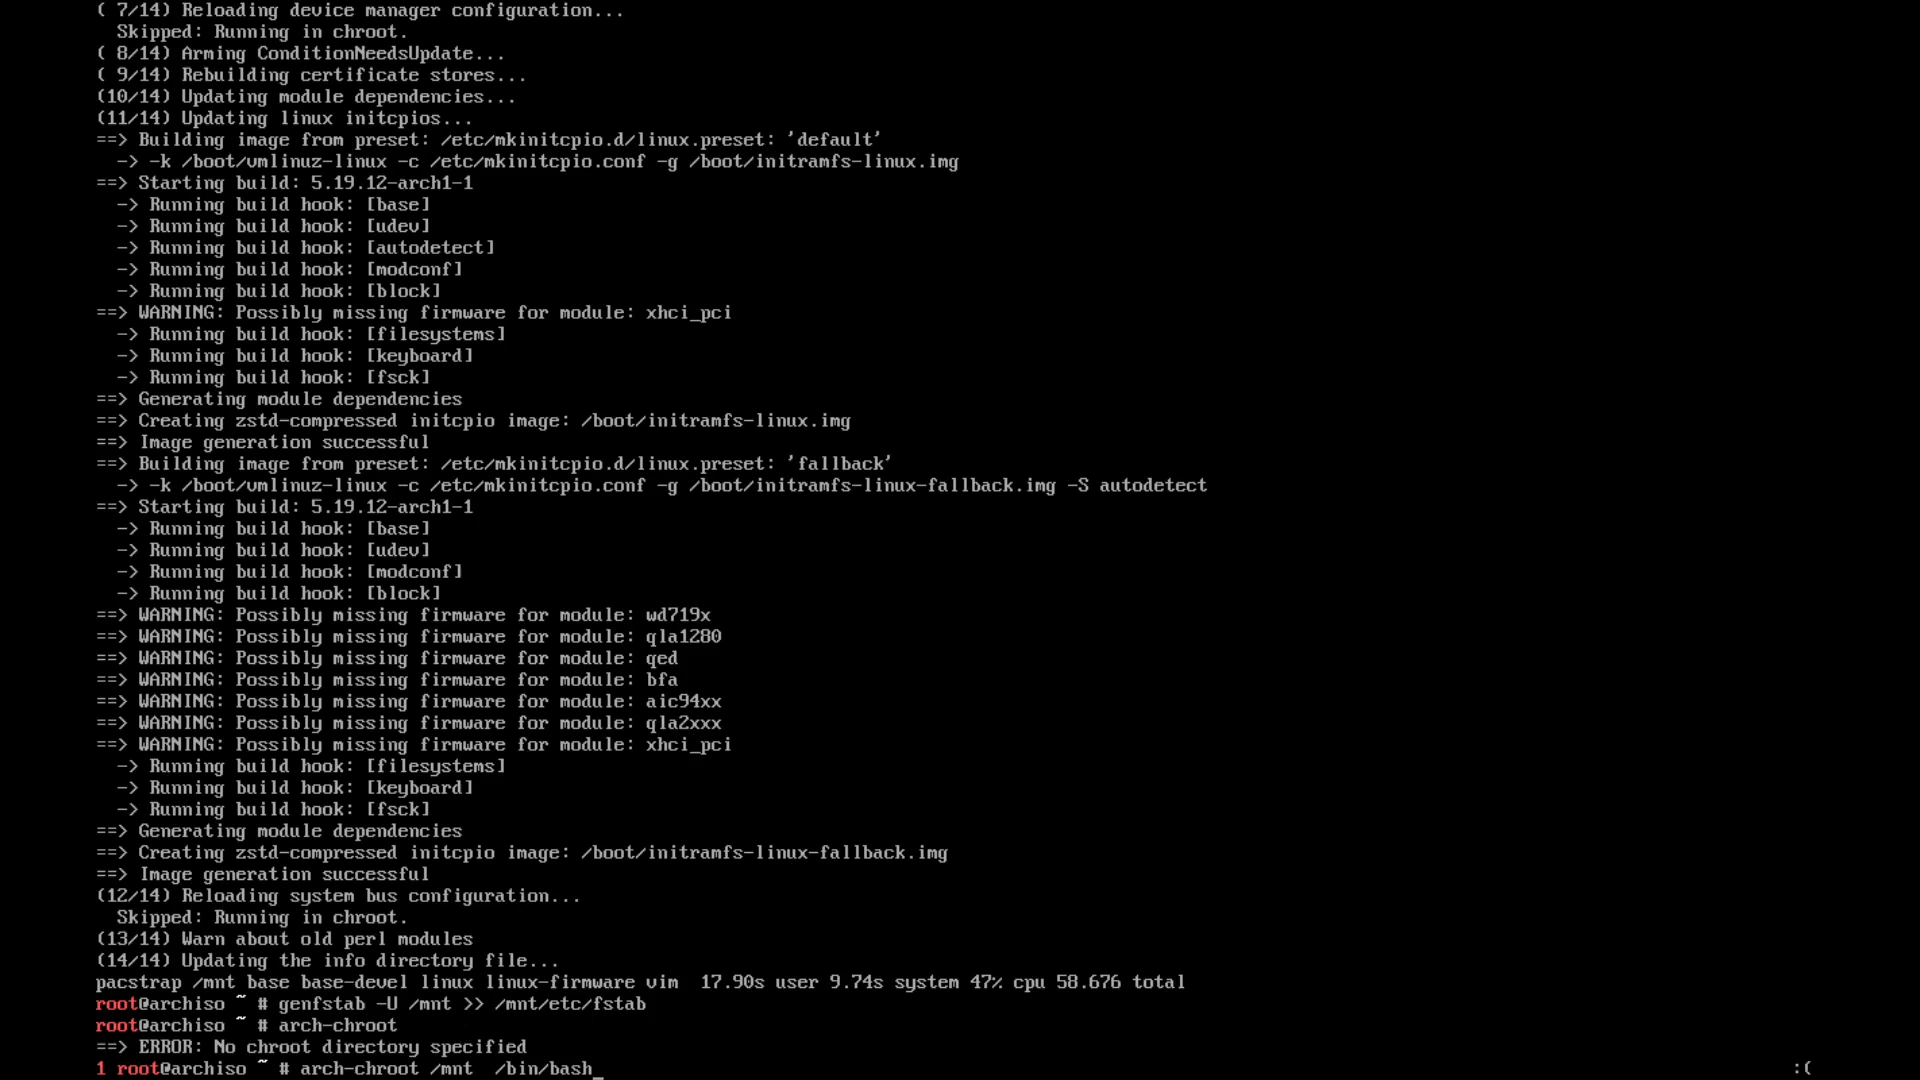 ( 7/14) Reloading device manager configuration...
  Skipped: Running in chroot.
( 8/14) Arming ConditionNeedsUpdate...
( 9/14) Rebuilding certificate stores...
(10/14) Updating module dependencies...
(11/14) Updating linux initcpios...
==> Building image from preset: /etc/mkinitcpio.d/linux.preset: 'default'
  -> -k /boot/vmlinuz-linux -c /etc/mkinitcpio.conf -g /boot/initramfs-linux.img
==> Starting build: 5.19.12-arch1-1
  -> Running build hook: [base]
  -> Running build hook: [udev]
  -> Running build hook: [autodetect]
  -> Running build hook: [modconf]
  -> Running build hook: [block]
==> WARNING: Possibly missing firmware for module: xhci_pci
  -> Running build hook: [filesystems]
  -> Running build hook: [keyboard]
  -> Running build hook: [fsck]
==> Generating module dependencies
==> Creating zstd-compressed initcpio image: /boot/initramfs-linux.img
==> Image generation successful
==> Building image from preset: /etc/mkinitcpio.d/linux.preset: 'fallback'
  -> -k /boot/vmlinuz-linux -c /etc/mkinitcpio.conf -g /boot/initramfs-linux-fallback.img -S autodetect
==> Starting build: 5.19.12-arch1-1
  -> Running build hook: [base]
  -> Running build hook: [udev]
  -> Running build hook: [modconf]
  -> Running build hook: [block]
==> WARNING: Possibly missing firmware for module: wd719x
==> WARNING: Possibly missing firmware for module: qla1280
==> WARNING: Possibly missing firmware for module: qed
==> WARNING: Possibly missing firmware for module: bfa
==> WARNING: Possibly missing firmware for module: aic94xx
==> WARNING: Possibly missing firmware for module: qla2xxx
==> WARNING: Possibly missing firmware for module: xhci_pci
  -> Running build hook: [filesystems]
  -> Running build hook: [keyboard]
  -> Running build hook: [fsck]
==> Generating module dependencies
==> Creating zstd-compressed initcpio image: /boot/initramfs-linux-fallback.img
==> Image generation successful
(12/14) Reloading system bus configuration...
  Skipped: Running in chroot.
(13/14) Warn about old perl modules
(14/14) Updating the info directory file...
pacstrap /mnt base base-devel linux linux-firmware vim  17.90s user 9.74s system 47% cpu 58.676 total
root@archiso ~ # genfstab -U /mnt >> /mnt/etc/fstab
root@archiso ~ # arch-chroot
==> ERROR: No chroot directory specified
1 root@archiso ~ # arch-chroot /mnt  /bin/bash_ :(